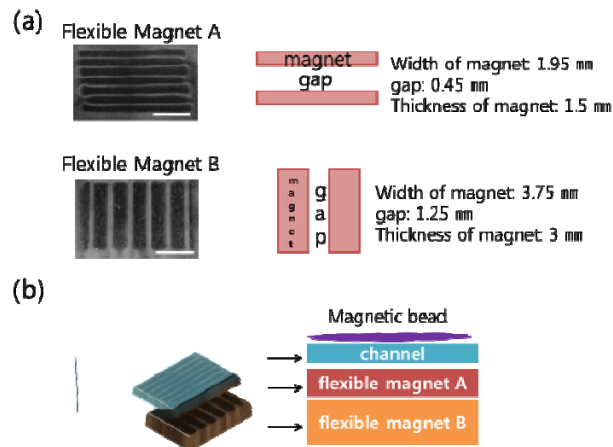 (a)
Flexible Magnet A
magnet
gap
Width of magnet: 1.95 ㎜
gap: 0.45 ㎜
Thickness of magnet: 1.5 ㎜
Flexible Magnet B
magnet
gap
Width of magnet: 3.75 ㎜
gap: 1.25 ㎜
Thickness of magnet: 3 ㎜
(b)
Magnetic bead
channel
flexible magnet A
flexible magnet B